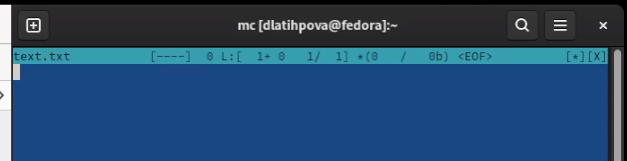 mc [dlatihpova@fedora]:~
text.txt [----] 0 L:[ 1+ 0 1/ 1] *(0 / 0b) <EOF> [*][X]